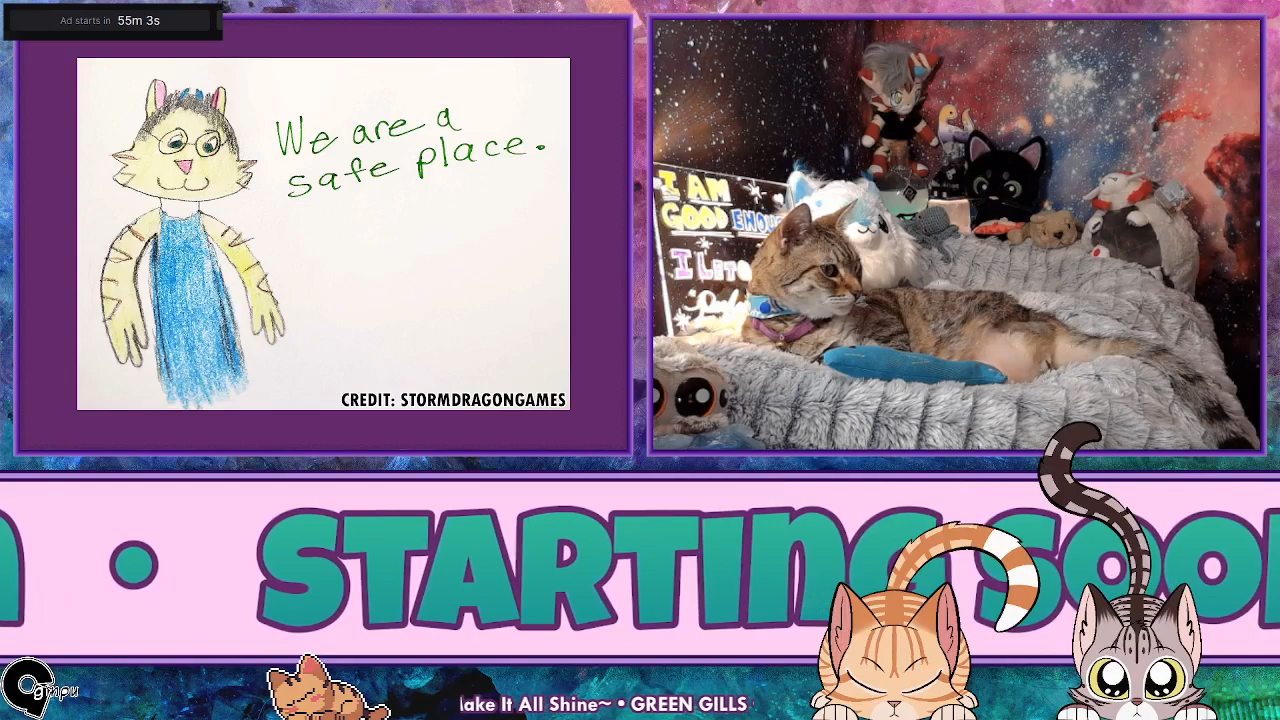 Ad starts in 55m 3s
We are a
safe place.
CREDIT: STORMDRAGONGAMES
I AM
GOOD ENOU
STARTING SOO
ake It All Shine~ • GREEN GILLS